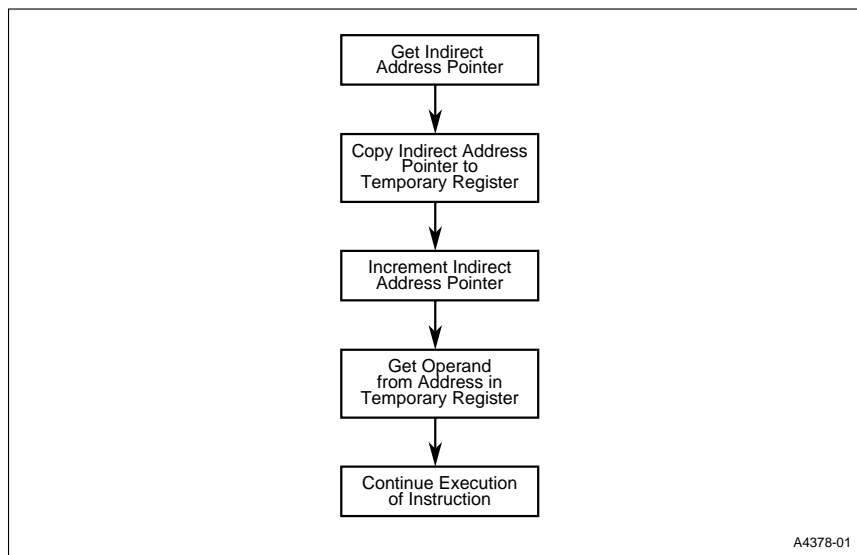 Get Indirect
Address Pointer
Copy Indirect Address
Pointer to
Temporary Register
Increment Indirect
Address Pointer
Get Operand
from Address in
Temporary Register
Continue Execution
of Instruction
A4378-01